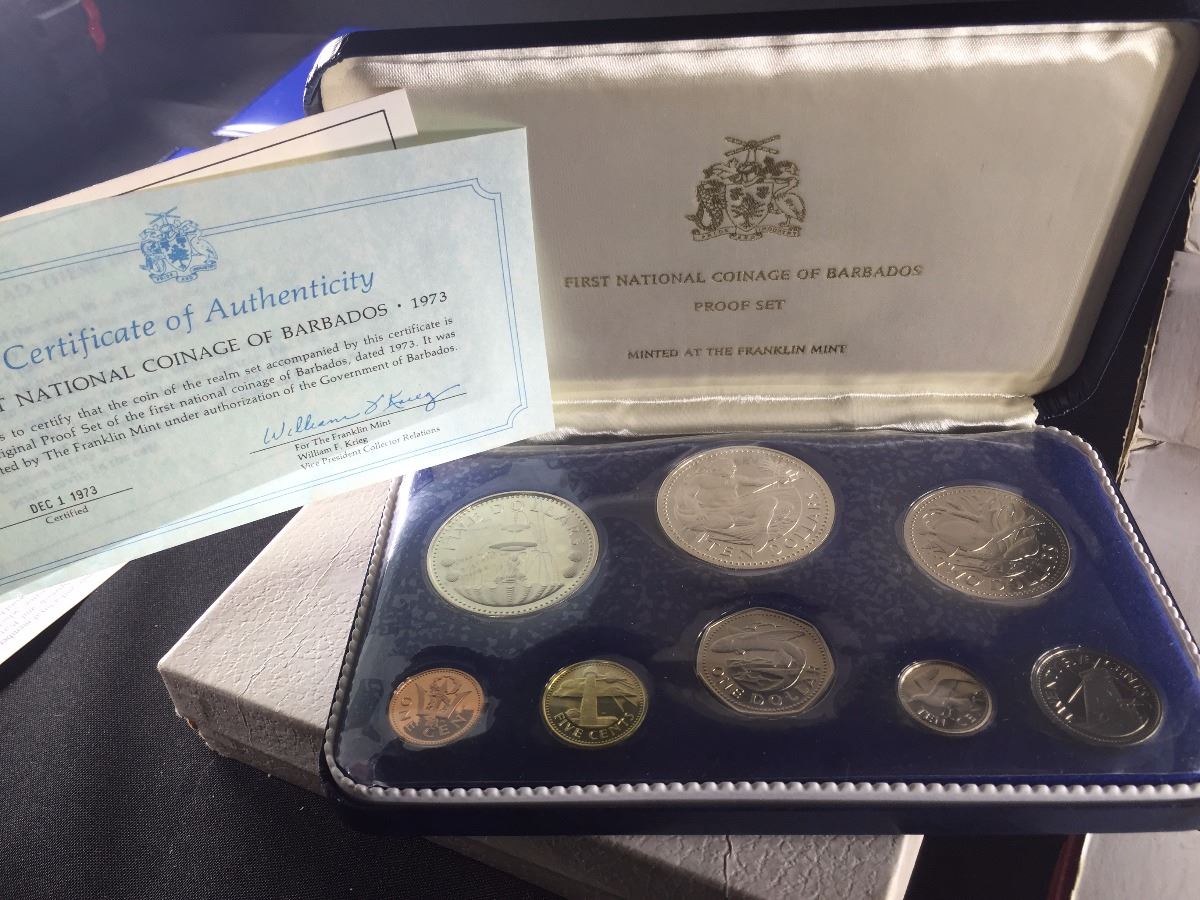 Certificate of Authenticity
NATIONAL COINAGE OF BARBADOS • 1973
to certify that the coin of the realm set accompanied by this certificate is
Proof Set of the first national coinage of Barbados, dated 1973. It was
by The Franklin Mint under authorization of the Government of Barbados.
William F. Krieg
For The Franklin Mint
William F. Krieg
Vice President Collector Relations
DEC 1 1973
Certified
FIRST NATIONAL COINAGE OF BARBADOS
PROOF SET
MINTED AT THE FRANKLIN MINT
FIVE DOLLARS
TEN DOLLARS
TWO DOLLARS
ONE CENT
FIVE CENTS
ONE DOLLAR
TEN CENTS